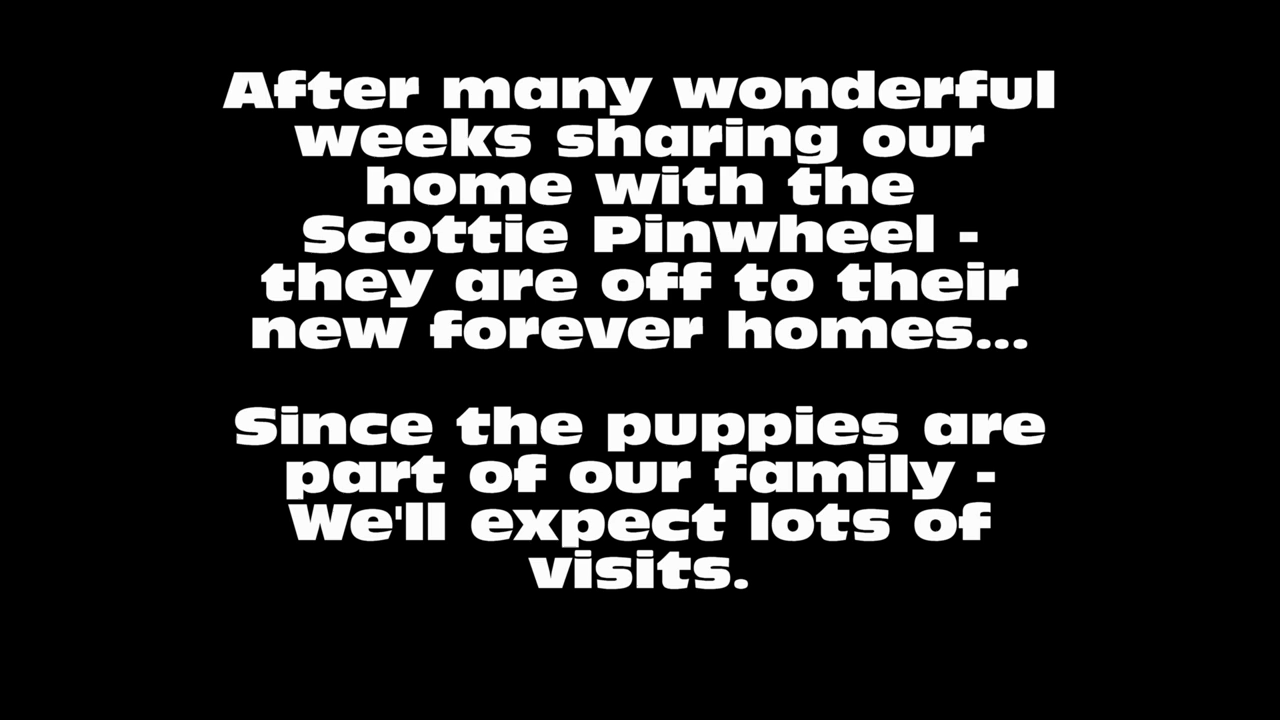 After many wonderful
weeks sharing our
home with the
Scottie Pinwheel -
they are off to their
new forever homes...
Since the puppies are
part of our family -
We'll expect lots of
visits.